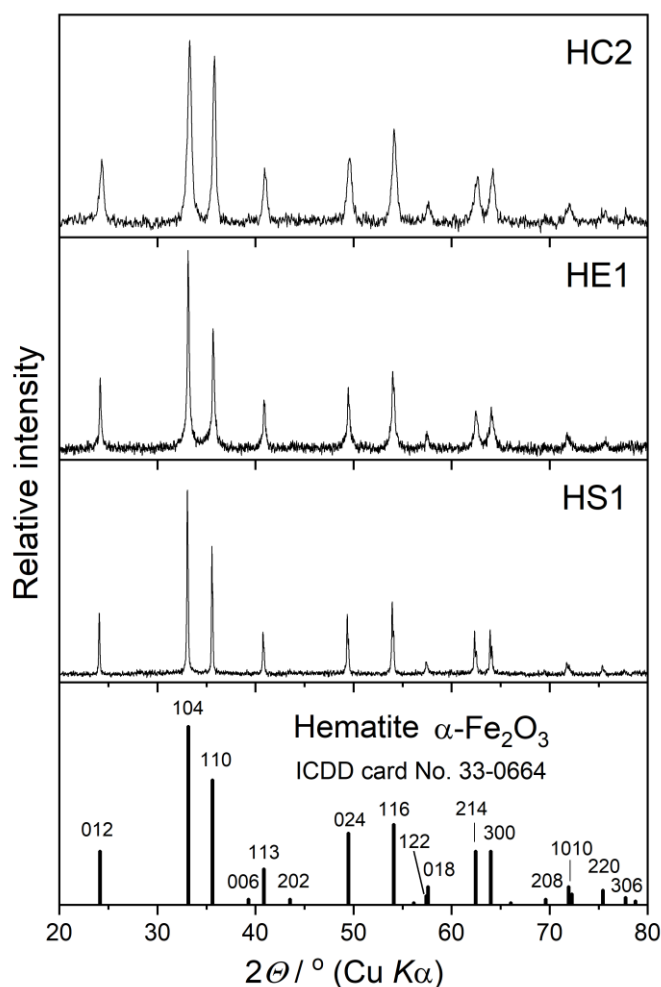 HC2
HE1
HS1
Relative intensity
Hematite α-Fe₂O₃
ICDD card No. 33-0664
012
104
110
006
113
202
024
116
122
018
214
300
208
1010
220
306
20 30 40 50 60 70 80
2Θ / ° (Cu Kα)